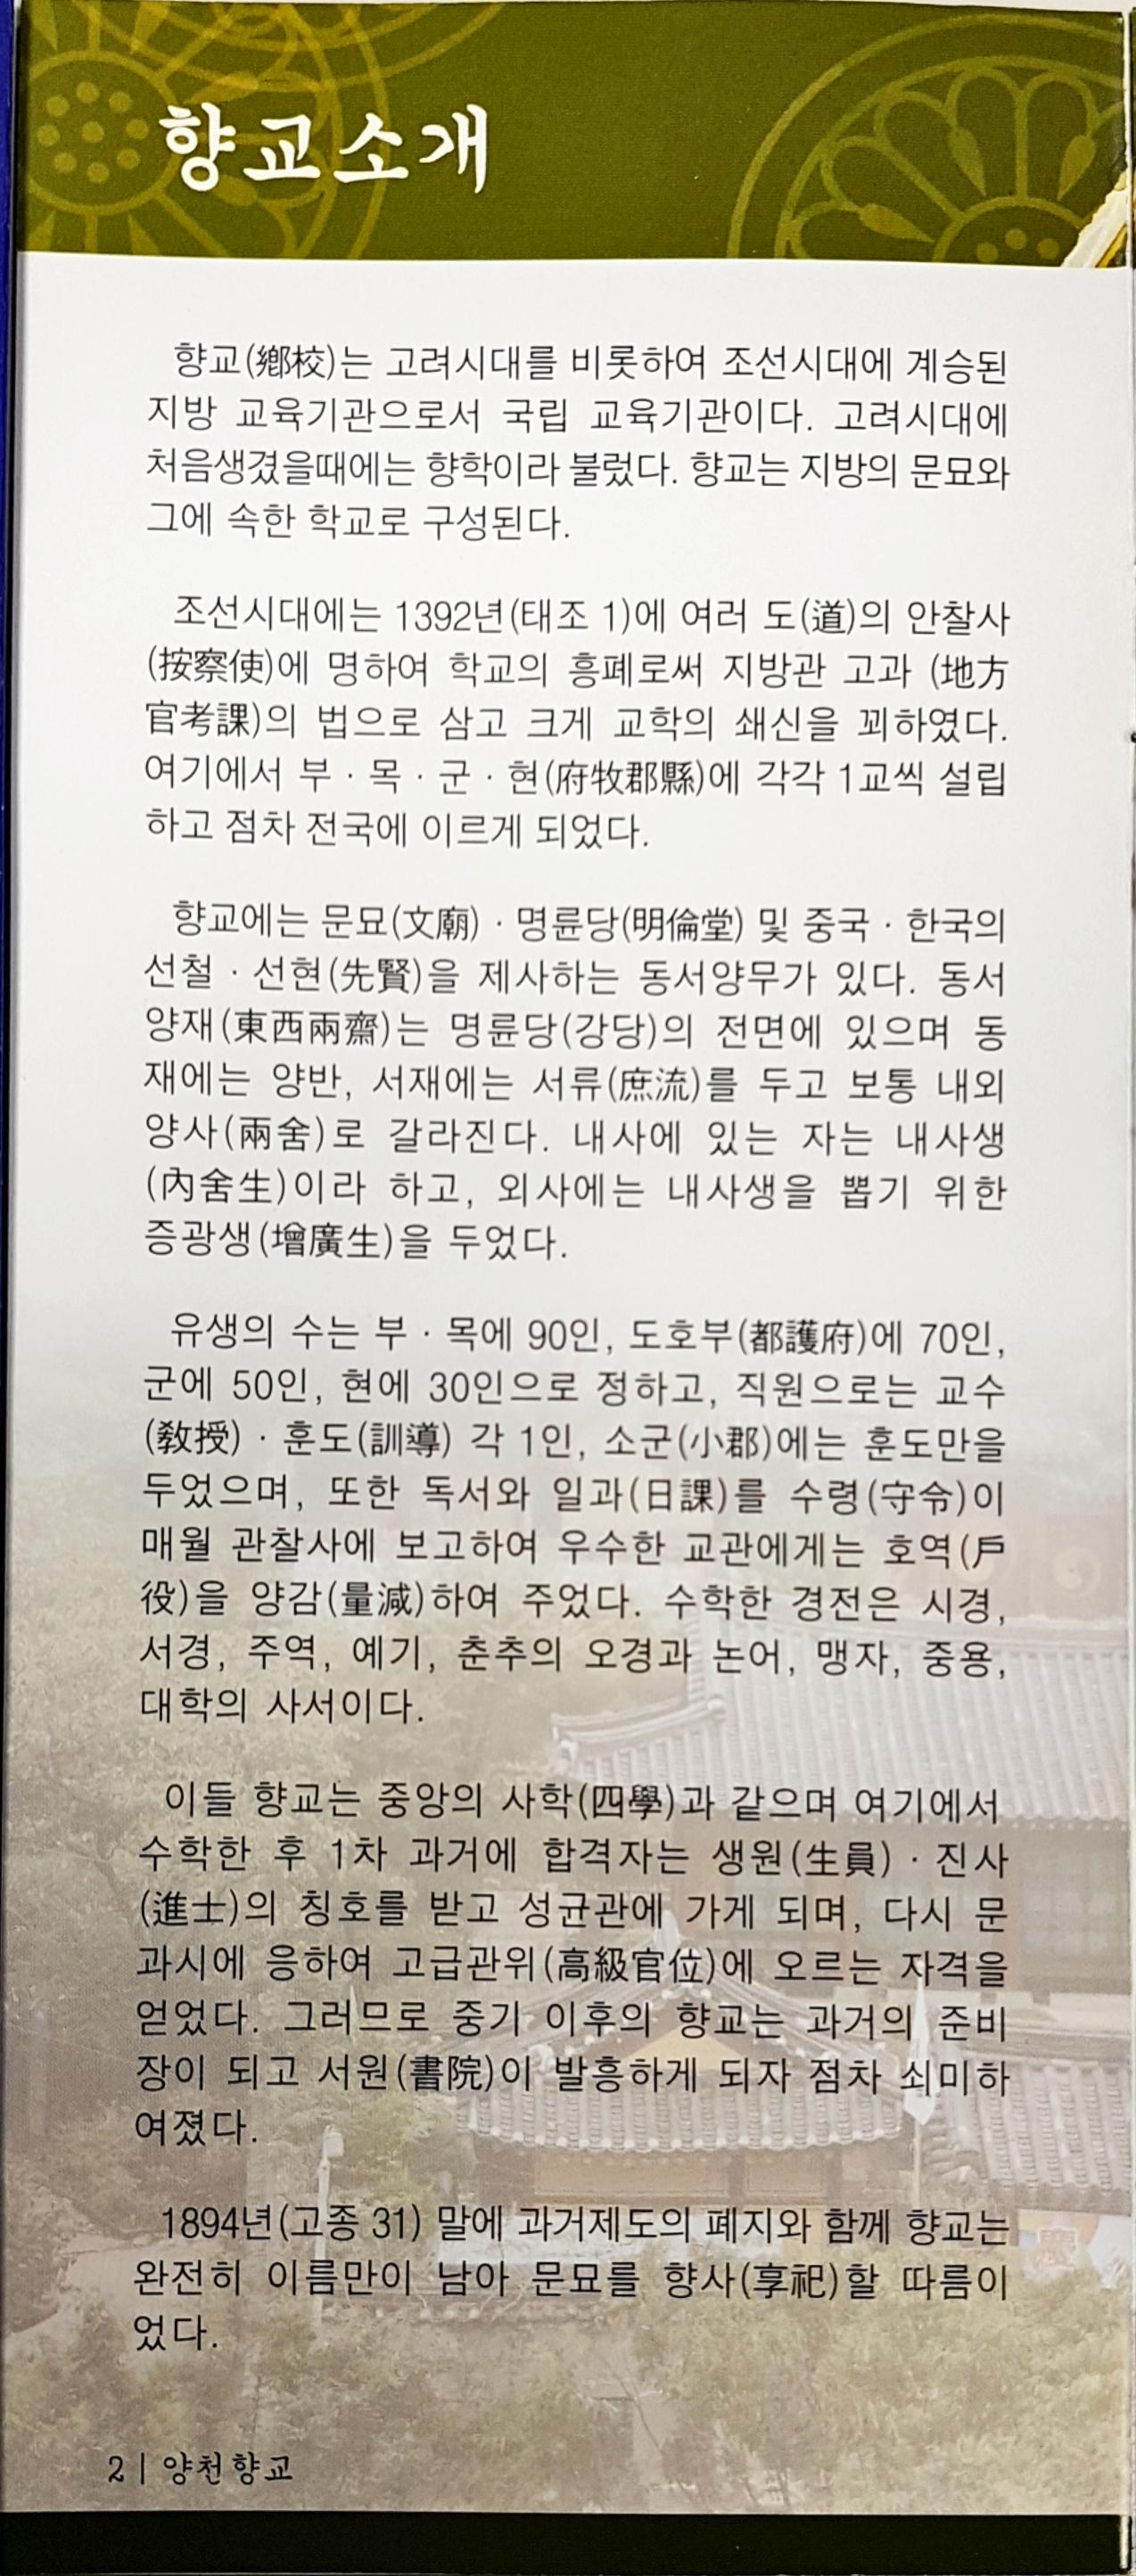 향교소개
향교(鄕校)는 고려시대를 비롯하여 조선시대에 계승된
지방 교육기관으로서 국립 교육기관이다. 고려시대에
처음생겼을때에는 향학이라 불렀다. 향교는 지방의 문묘와
그에 속한 학교로 구성된다.
조선시대에는 1392년(태조 1)에 여러 도(道)의 안찰사
(按察使)에 명하여 학교의 흥폐로써 지방관 고과 (地方
官考課)의 법으로 삼고 크게 교학의 쇄신을 꾀하였다.
여기에서 부 · 목 · 군 · 현(府牧郡縣)에 각각 1교씩 설립
하고 점차 전국에 이르게 되었다.
향교에는 문묘(文廟) · 명륜당(明倫堂) 및 중국 · 한국의
선철 · 선현(先賢)을 제사하는 동서양무가 있다. 동서
양재(東西兩齋)는 명륜당(강당)의 전면에 있으며 동
재에는 양반, 서재에는 서류(庶流)를 두고 보통 내외
양사(兩舍)로 갈라진다. 내사에 있는 자는 내사생
(內舍生)이라 하고, 외사에는 내사생을 뽑기 위한
증광생(增廣生)을 두었다.
유생의 수는 부 · 목에 90인, 도호부(都護府)에 70인,
군에 50인, 현에 30인으로 정하고, 직원으로는 교수
(敎授) · 훈도(訓導) 각 1인, 소군(小郡)에는 훈도만을
두었으며, 또한 독서와 일과(日課)를 수령(守令)이
매월 관찰사에 보고하여 우수한 교관에게는 호역(戶
役)을 양감(量減)하여 주었다. 수학한 경전은 시경,
서경, 주역, 예기, 춘추의 오경과 논어, 맹자, 중용,
대학의 사서이다.
이들 향교는 중앙의 사학(四學)과 같으며 여기에서
수학한 후 1차 과거에 합격자는 생원(生員) · 진사
(進士)의 칭호를 받고 성균관에 가게 되며, 다시 문
과시에 응하여 고급관위(高級官位)에 오르는 자격을
얻었다. 그러므로 중기 이후의 향교는 과거의 준비
장이 되고 서원(書院)이 발흥하게 되자 점차 쇠미하
여졌다.
1894년(고종 31) 말에 과거제도의 폐지와 함께 향교는
완전히 이름만이 남아 문묘를 향사(享祀)할 따름이
었다.
2 | 양천향교